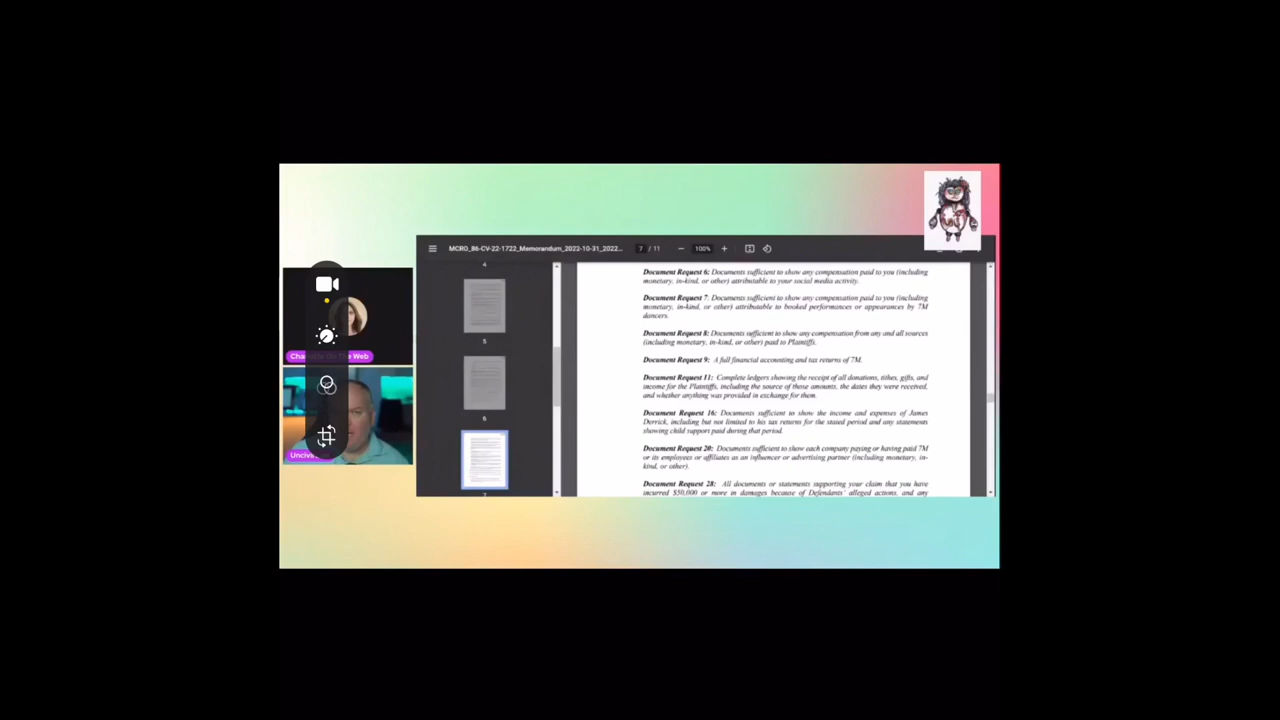 MCRO_86-CV-22-1722_Memorandum_2022-10-31_2022...
7 / 11
100%
4
5
6
Document Request 6: Documents sufficient to show any compensation paid to you (including
monetary, in-kind, or other) attributable to your social media activity.
Document Request 7: Documents sufficient to show any compensation paid to you (including
monetary, in-kind, or other) attributable to booked performances or appearances by 7M
dancers.
Document Request 8: Documents sufficient to show any compensation from any and all sources
(including monetary, in-kind, or other) paid to Plaintiffs.
Document Request 9: A full financial accounting and tax returns of 7M.
Document Request 11: Complete ledgers showing the receipt of all donations, tithes, gifts, and
income for the Plaintiffs, including the source of those amounts, the dates they were received,
and whether anything was provided in exchange for them.
Document Request 16: Documents sufficient to show the income and expenses of James
Derrick, including but not limited to his tax returns for the stated period and any statements
showing child support paid during that period.
Document Request 20: Documents sufficient to show each company paying or having paid 7M
or its employees or affiliates as an influencer or advertising partner (including monetary, in-
kind, or other).
Document Request 28: All documents or statements supporting your claim that you have
incurred $50,000 or more in damages because of Defendants' alleged actions, and any
The Web